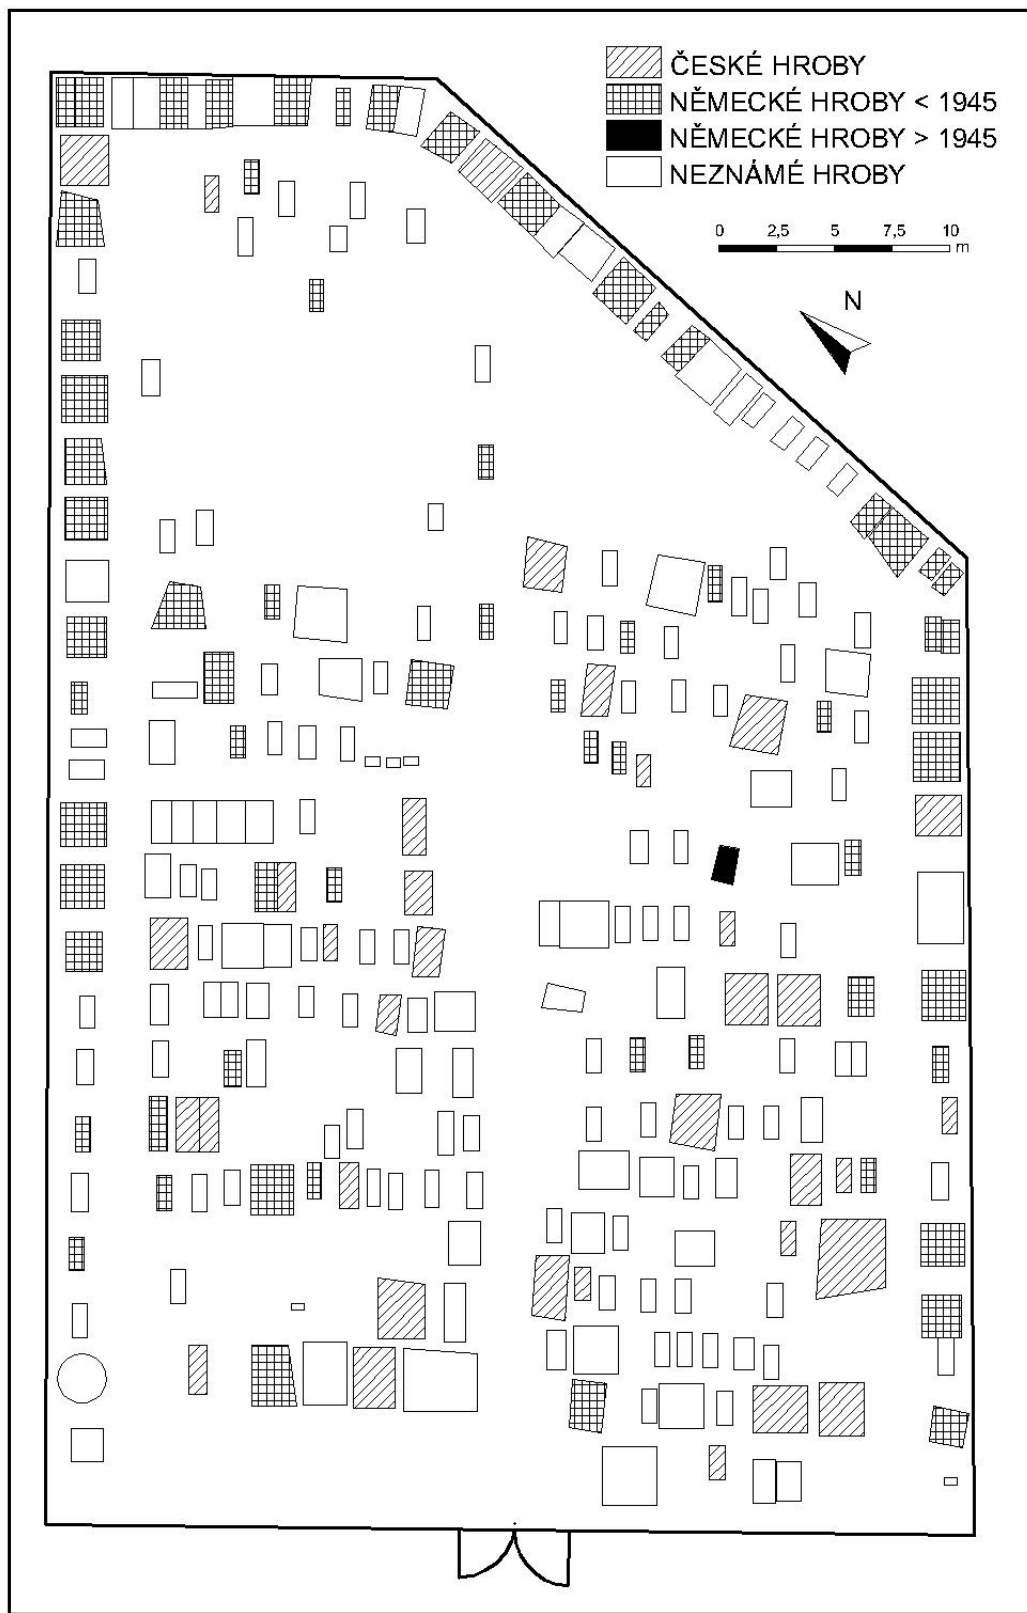 ČESKÉ HROBY
NĚMECKÉ HROBY < 1945
NĚMECKÉ HROBY > 1945
NEZNÁMÉ HROBY
0 2,5 5 7,5 10
m
N